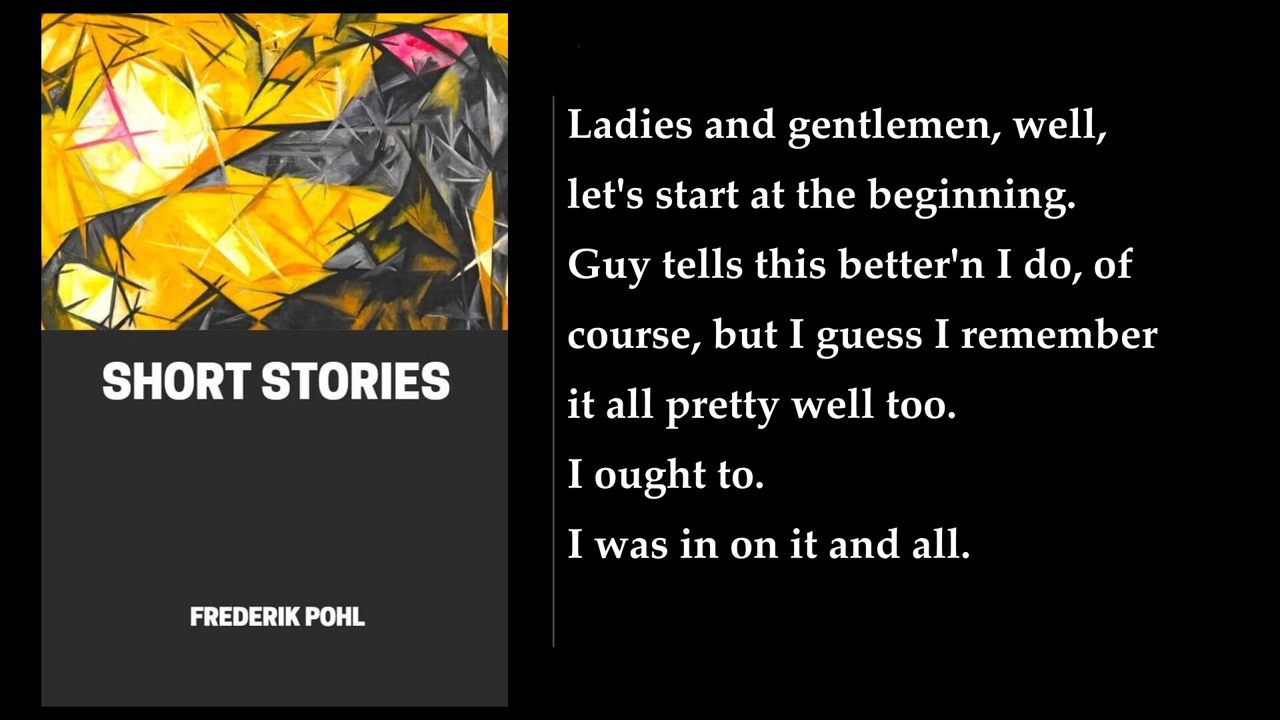 SHORT STORIES
FREDERIK POHL
Ladies and gentlemen, well,
let's start at the beginning.
Guy tells this better'n I do, of
course, but I guess I remember
it all pretty well too.
I ought to.
I was in on it and all.